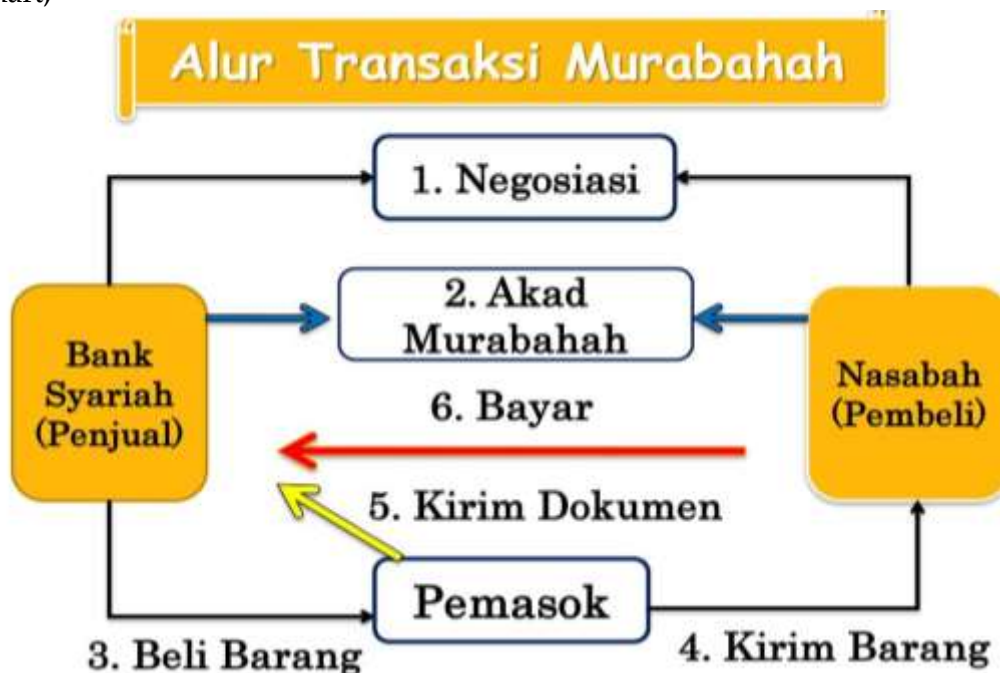 Alur Transaksi Murabahah
1. Negosiasi
2. Akad
Murabahah
Bank
Syariah
(Penjual)
Nasabah
(Pembeli)
6. Bayar
5. Kirim Dokumen
Pemasok
3. Beli Barang
4. Kirim Barang